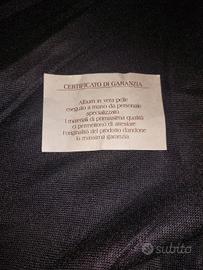 CERTIFICATO DI GARANZIA
Album in vera pelle
eseguito a mano da personale
specializzato
I materiali di primissima qualità
ci permettono di attestare
l'originalità del prodotto dandone
la massima garanzia
subito